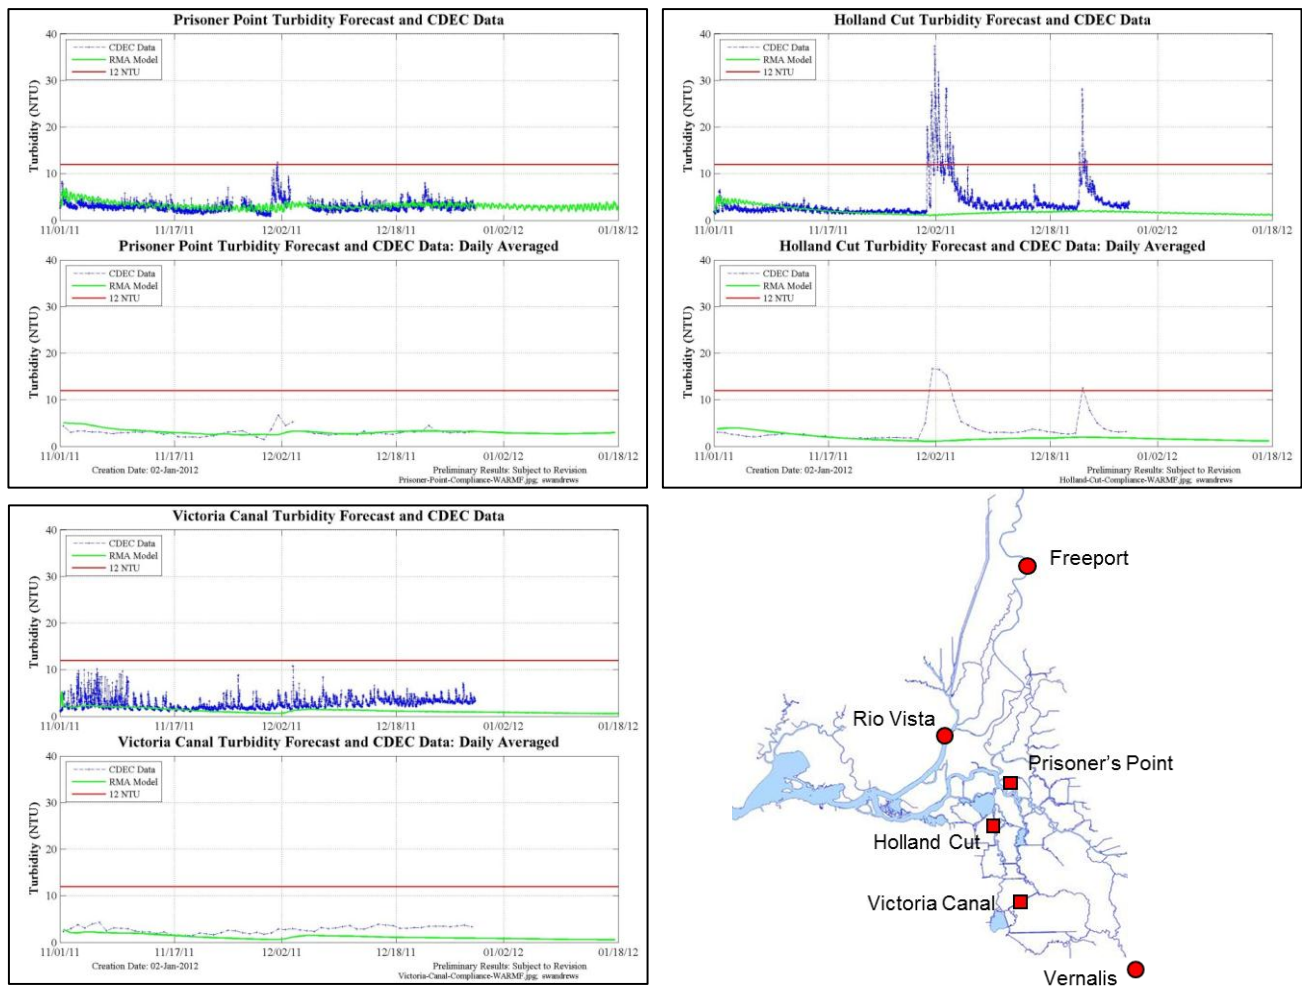 Prisoner Point Turbidity Forecast and CDEC Data
40
30
20
10
0
Turbidity (NTU)
CDEC Data
RMA Model
12 NTU
11/01/11 11/17/11 12/02/11 12/18/11 01/02/12 01/18/12
Prisoner Point Turbidity Forecast and CDEC Data: Daily Averaged
40
30
20
10
0
Turbidity (NTU)
CDEC Data
RMA Model
12 NTU
11/01/11 11/17/11 12/02/11 12/18/11 01/02/12 01/18/12
Creation Date: 02-Jan-2012 Preliminary Results: Subject to Revision
Prisoner-Point-Compliance-WARMF.jpg; swandrews
Holland Cut Turbidity Forecast and CDEC Data
40
30
20
10
0
Turbidity (NTU)
CDEC Data
RMA Model
12 NTU
11/01/11 11/17/11 12/02/11 12/18/11 01/02/12 01/18/12
Holland Cut Turbidity Forecast and CDEC Data: Daily Averaged
40
30
20
10
0
Turbidity (NTU)
CDEC Data
RMA Model
12 NTU
11/01/11 11/17/11 12/02/11 12/18/11 01/02/12 01/18/12
Creation Date: 02-Jan-2012 Preliminary Results: Subject to Revision
Holland-Cut-Compliance-WARMF.jpg; swandrews
Victoria Canal Turbidity Forecast and CDEC Data
40
30
20
10
0
Turbidity (NTU)
CDEC Data
RMA Model
12 NTU
11/01/11 11/17/11 12/02/11 12/18/11 01/02/12 01/18/12
Victoria Canal Turbidity Forecast and CDEC Data: Daily Averaged
40
30
20
10
0
Turbidity (NTU)
CDEC Data
RMA Model
12 NTU
11/01/11 11/17/11 12/02/11 12/18/11 01/02/12 01/18/12
Creation Date: 02-Jan-2012 Preliminary Results: Subject to Revision
Victoria-Canal-Compliance-WARMF.jpg; swandrews
Freeport
Rio Vista
Prisoner's Point
Holland Cut
Victoria Canal
Vernalis